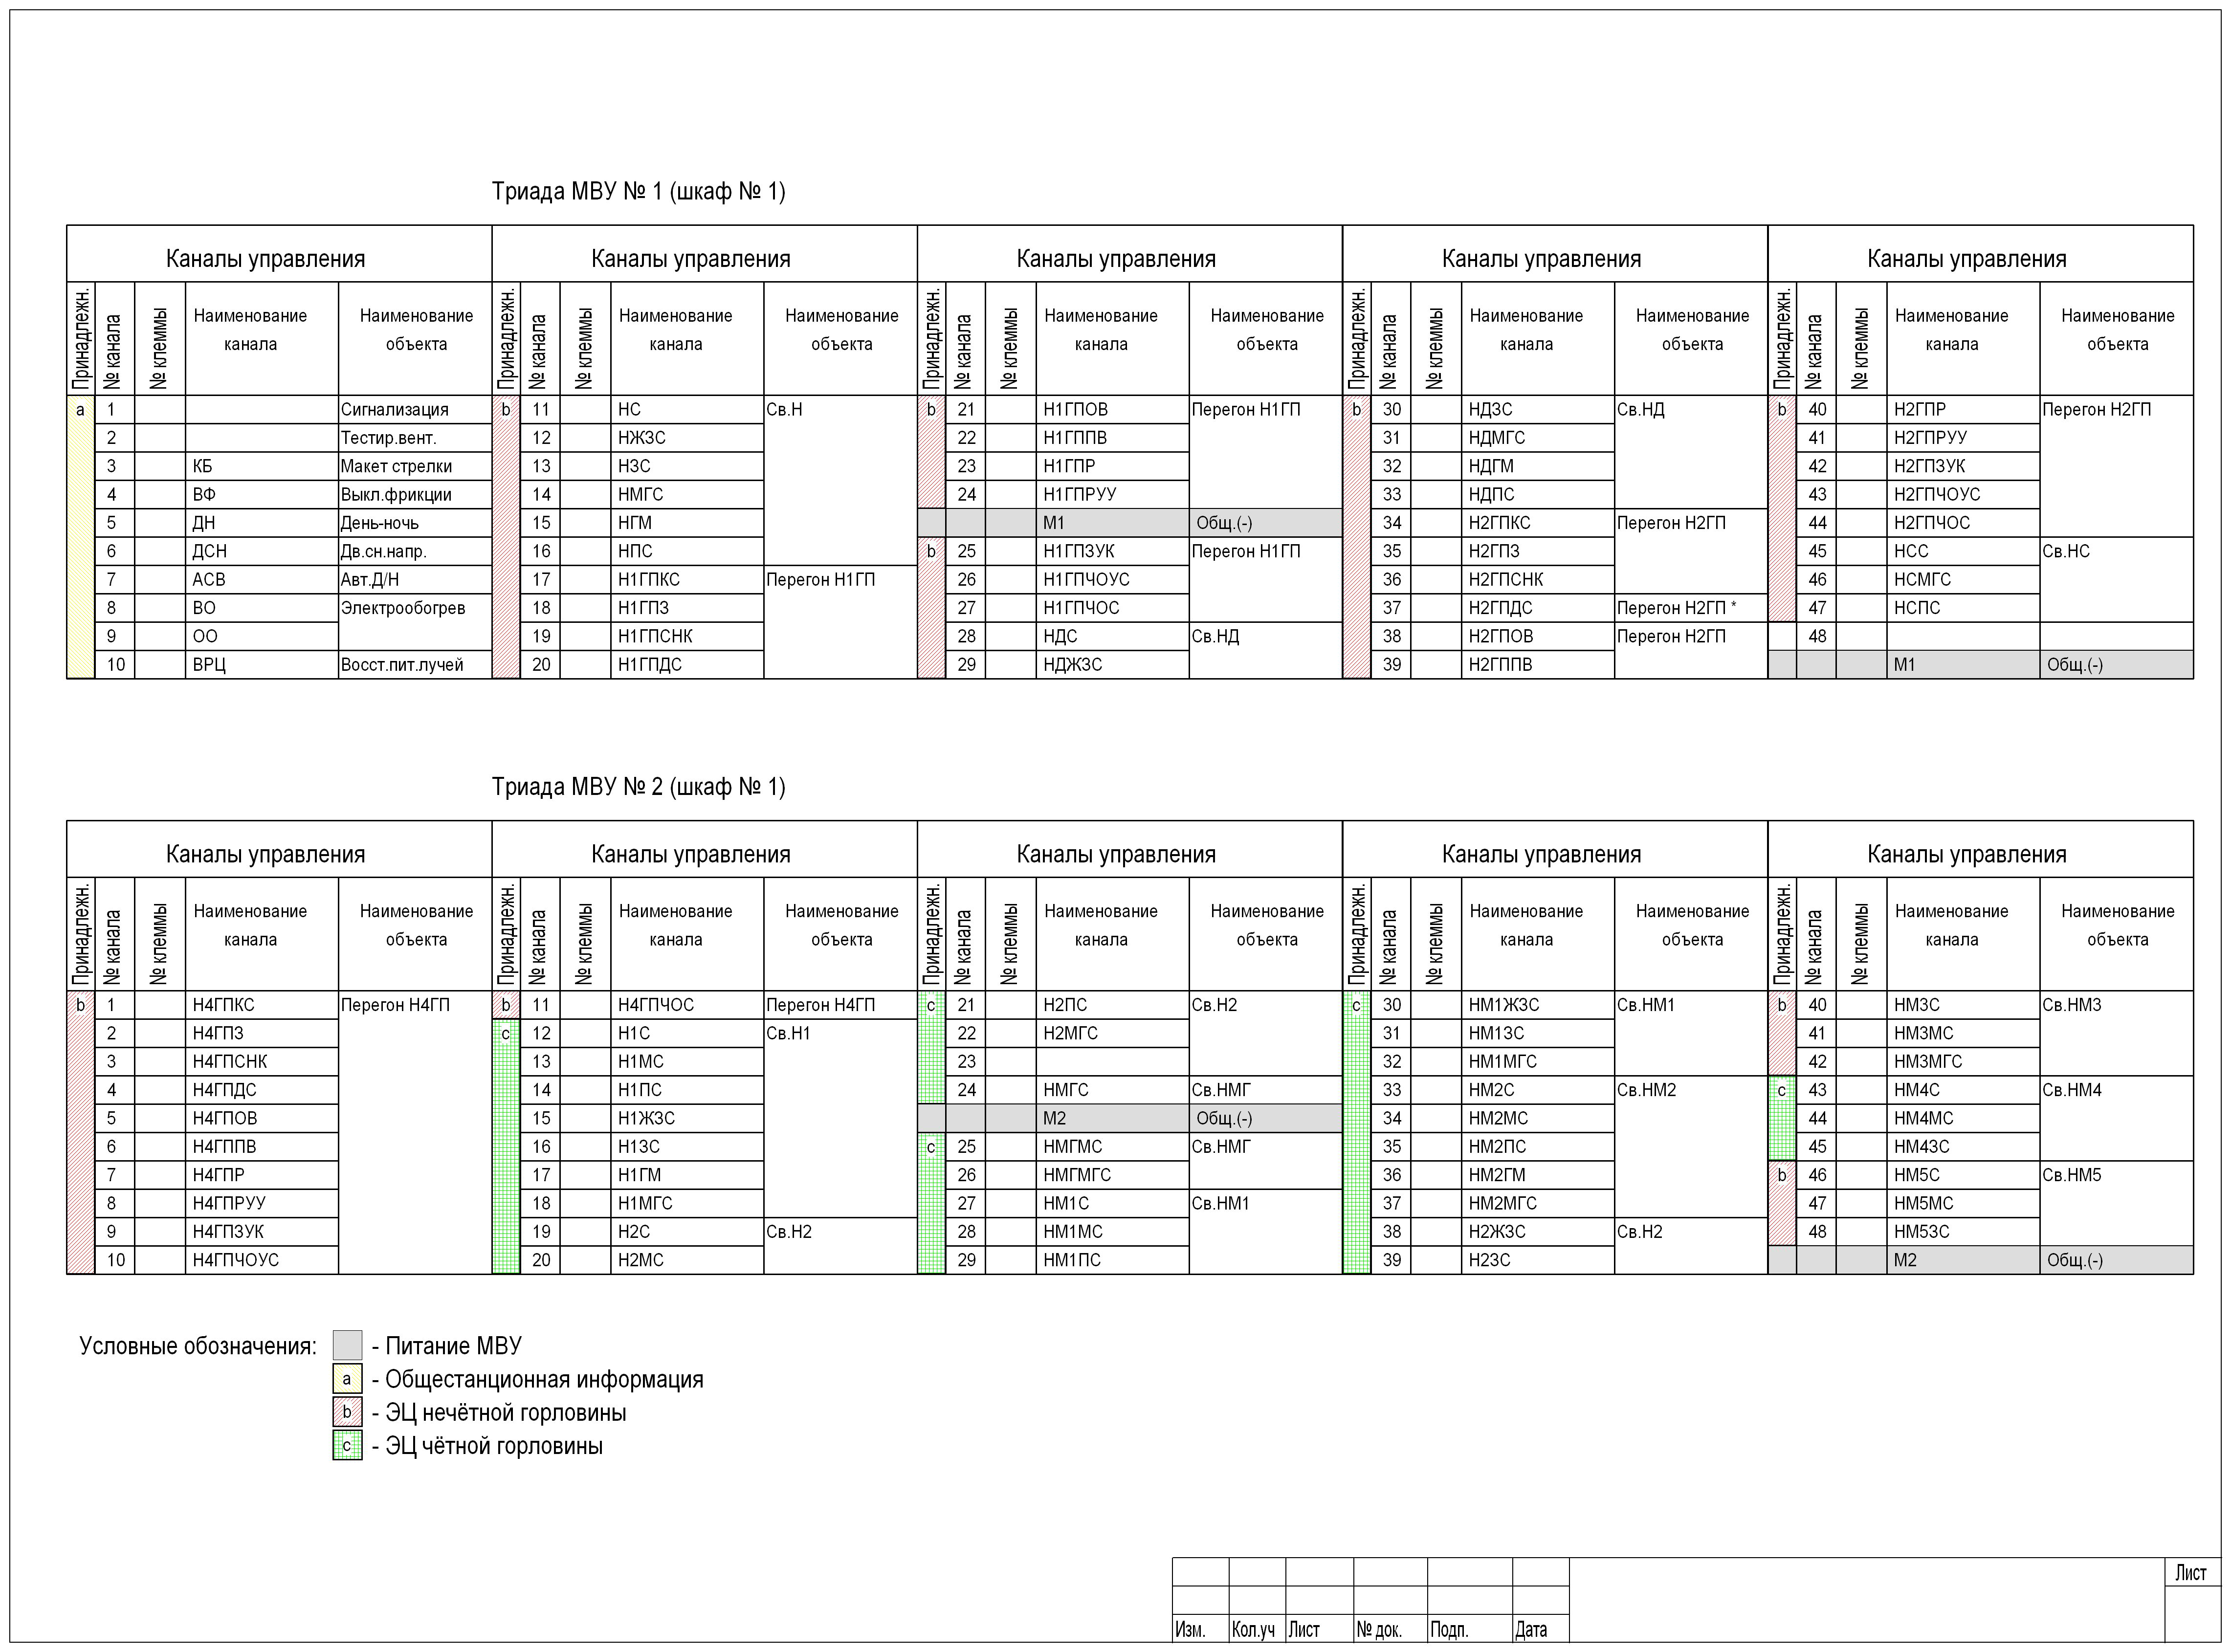 Триада МВУ № 1 (шкаф № 1)
Каналы управления Каналы управления Каналы управления Каналы управления Каналы управления
Принадлежн. № канала № клеммы Наименование канала Наименование объекта Принадлежн. № канала № клеммы Наименование канала Наименование объекта Принадлежн. № канала № клеммы Наименование канала Наименование объекта Принадлежн. № канала № клеммы Наименование канала Наименование объекта Принадлежн. № канала № клеммы Наименование канала Наименование объекта
a 1 Сигнализация b 11 НС Св.Н b 21 Н1ГПОВ Перегон Н1ГП b 30 НДЗС Св.НД b 40 Н2ГПР Перегон Н2ГП
2 Тестир.вент. 12 НЖЗС 22 Н1ГППВ 31 НДМГС 41 Н2ГПРУУ
3 КБ Макет стрелки 13 НЗС 23 Н1ГПР 32 НДГМ 42 Н2ГПЗУК
4 ВФ Выкл.фрикции 14 НМГС 24 Н1ГПРУУ 33 НДПС 43 Н2ГПЧОУС
5 ДН День-ночь 15 НГМ М1 Общ.(-) 34 Н2ГПКС Перегон Н2ГП 44 Н2ГПЧОС
6 ДСН Дв.сн.напр. 16 НПС b 25 Н1ГПЗУК Перегон Н1ГП 35 Н2ГПЗ 45 НСС Св.НС
7 АСВ Авт.Д/Н 17 Н1ГПКС Перегон Н1ГП 26 Н1ГПЧОУС 36 Н2ГПСНК 46 НСМГС
8 ВО Электрообогрев 18 Н1ГПЗ 27 Н1ГПЧОС 37 Н2ГПДС Перегон Н2ГП * 47 НСПС
9 ОО 19 Н1ГПСНК 28 НДС Св.НД 38 Н2ГПОВ Перегон Н2ГП 48
10 ВРЦ Восст.пит.лучей 20 Н1ГПДС 29 НДЖЗС 39 Н2ГППВ М1 Общ.(-)
Триада МВУ № 2 (шкаф № 1)
Каналы управления Каналы управления Каналы управления Каналы управления Каналы управления
Принадлежн. № канала № клеммы Наименование канала Наименование объекта Принадлежн. № канала № клеммы Наименование канала Наименование объекта Принадлежн. № канала № клеммы Наименование канала Наименование объекта Принадлежн. № канала № клеммы Наименование канала Наименование объекта Принадлежн. № канала № клеммы Наименование канала Наименование объекта
b 1 Н4ГПКС Перегон Н4ГП b 11 Н4ГПЧОС Перегон Н4ГП c 21 Н2ПС Св.Н2 c 30 НМ1ЖЗС Св.НМ1 b 40 НМ3С Св.НМ3
2 Н4ГПЗ c 12 Н1С Св.Н1 22 Н2МГС 31 НМ1ЗС 41 НМ3МС
3 Н4ГПСНК 13 Н1МС 23 32 НМ1МГС 42 НМ3МГС
4 Н4ГПДС 14 Н1ПС 24 НМГС Св.НМГ 33 НМ2С Св.НМ2 c 43 НМ4С Св.НМ4
5 Н4ГПОВ 15 Н1ЖЗС М2 Общ.(-) 34 НМ2МС 44 НМ4МС
6 Н4ГППВ 16 Н1ЗС c 25 НМГМС Св.НМГ 35 НМ2ПС 45 НМ4ЗС
7 Н4ГПР 17 Н1ГМ 26 НМГМГС 36 НМ2ГМ b 46 НМ5С Св.НМ5
8 Н4ГПРУУ 18 Н1МГС 27 НМ1С Св.НМ1 37 НМ2МГС 47 НМ5МС
9 Н4ГПЗУК 19 Н2С Св.Н2 28 НМ1МС 38 Н2ЖЗС Св.Н2 48 НМ5ЗС
10 Н4ГПЧОУС 20 Н2МС 29 НМ1ПС 39 Н2ЗС М2 Общ.(-)
Условные обозначения: - Питание МВУ
a - Общестанционная информация
b - ЭЦ нечётной горловины
c - ЭЦ чётной горловины
Лист
Изм. Кол.уч Лист № док. Подп. Дата